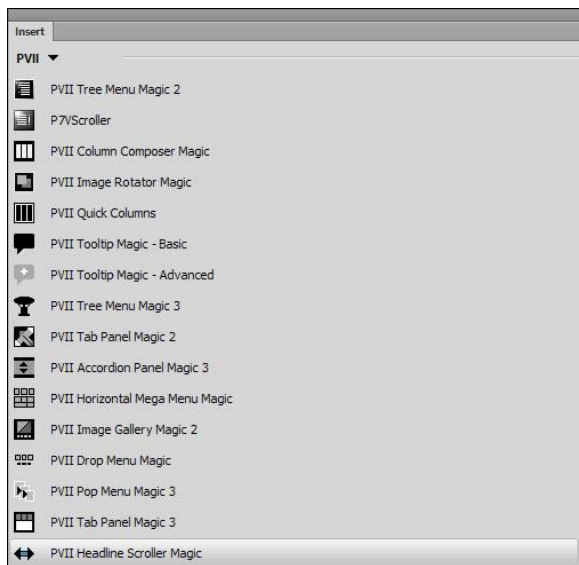 Insert
PVII
PVII Tree Menu Magic 2
P7VScroller
PVII Column Composer Magic
PVII Image Rotator Magic
PVII Quick Columns
PVII Tooltip Magic - Basic
PVII Tooltip Magic - Advanced
PVII Tree Menu Magic 3
PVII Tab Panel Magic 2
PVII Accordion Panel Magic 3
PVII Horizontal Mega Menu Magic
PVII Image Gallery Magic 2
PVII Drop Menu Magic
PVII Pop Menu Magic 3
PVII Tab Panel Magic 3
PVII Headline Scroller Magic